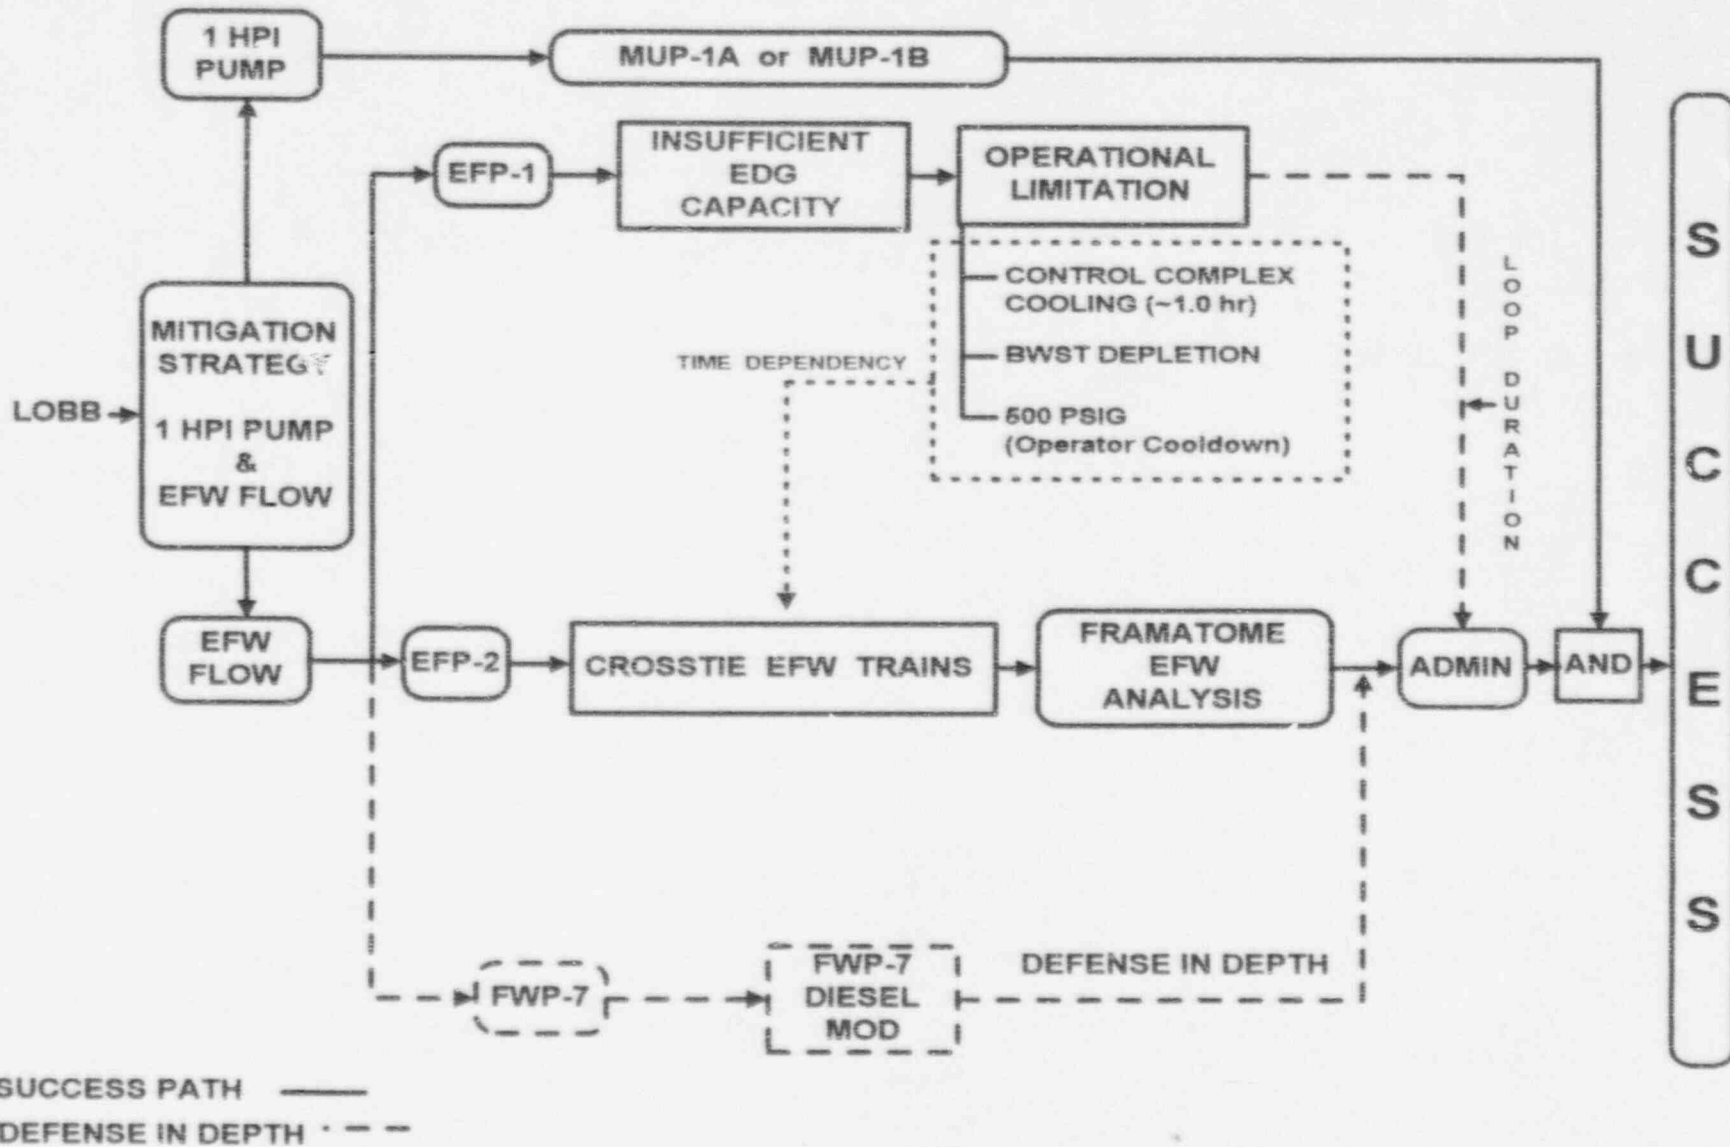 1 HPI
PUMP
MUP-1A or MUP-1B
EFP-1
INSUFFICIENT
EDG
CAPACITY
OPERATIONAL
LIMITATION
CONTROL COMPLEX
COOLING (~1.0 hr)
BWST DEPLETION
500 PSIG
(Operator Cooldown)
TIME DEPENDENCY
LOOP DURATION
LOBB
MITIGATION
STRATEGY
1 HPI PUMP
&
EFW FLOW
EFW
FLOW
EFP-2
CROSSTIE EFW TRAINS
FRAMATOME
EFW
ANALYSIS
ADMIN
AND
SUCCESS
FWP-7
FWP-7
DIESEL
MOD
DEFENSE IN DEPTH
SUCCESS PATH
DEFENSE IN DEPTH